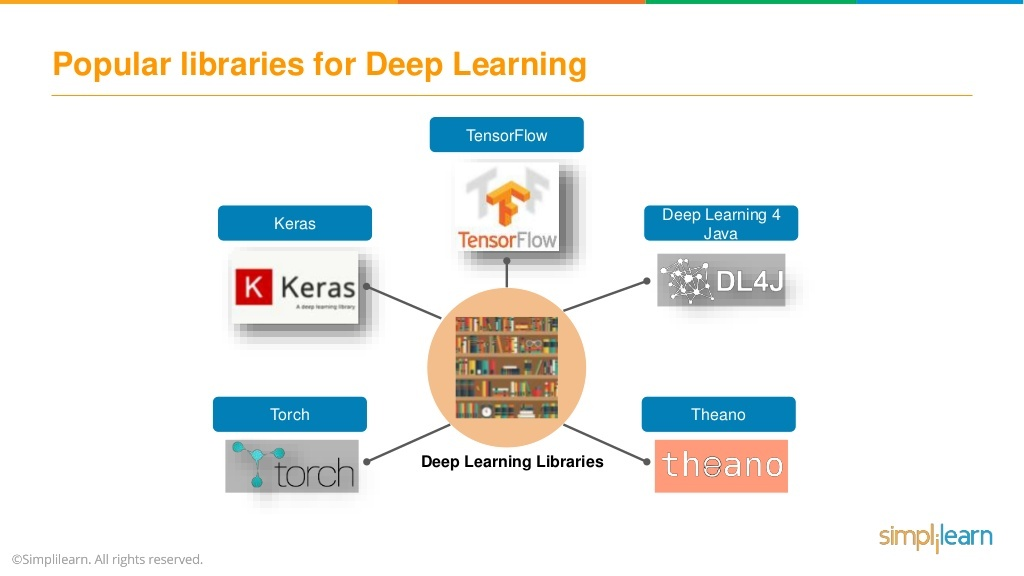 Popular libraries for Deep Learning
TensorFlow
TensorFlow
Keras
K Keras
A deep learning library
Deep Learning 4
Java
DL4J
Torch
torch
Theano
theano
Deep Learning Libraries
simplilearn
©Simplilearn. All rights reserved.